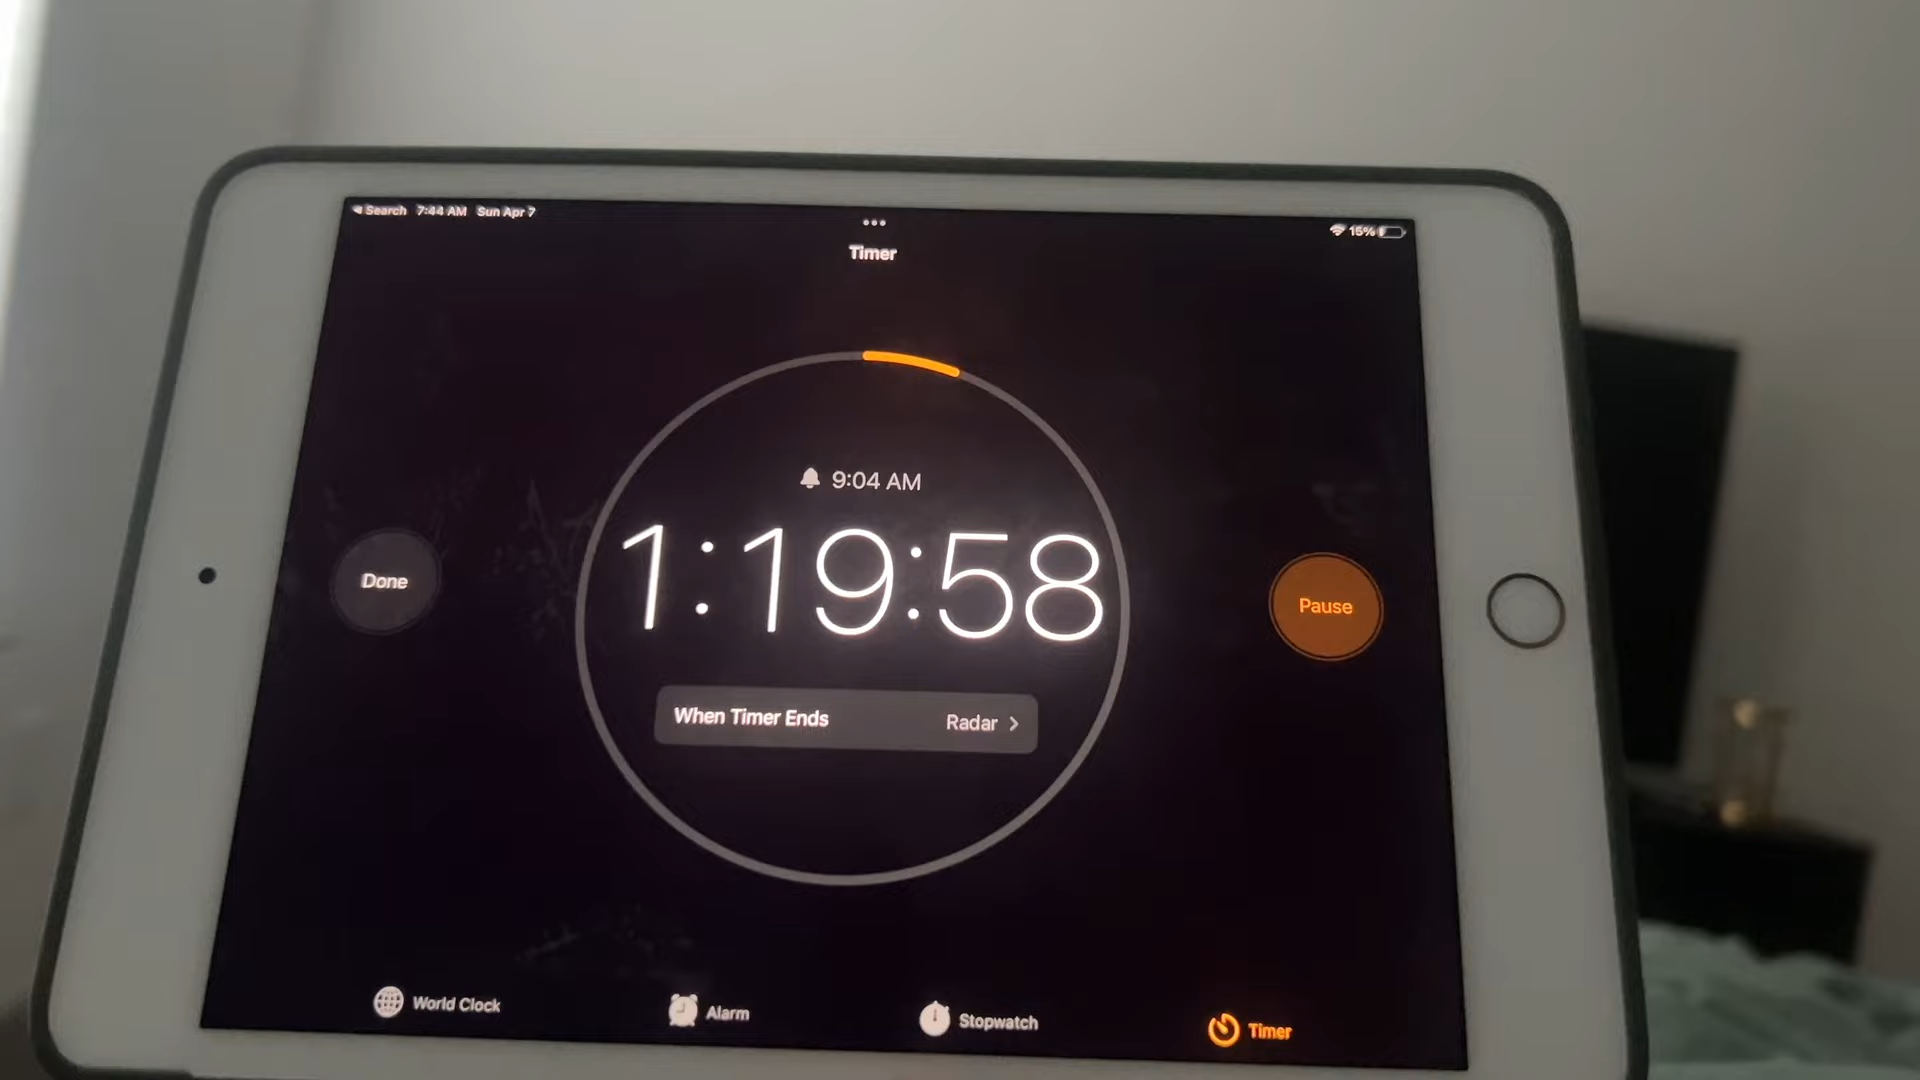 Search 7:44 AM Sun Apr 7
15%
Timer
9:04 AM
1:19:58
Done
Pause
When Timer Ends Radar
World Clock Alarm Stopwatch Timer